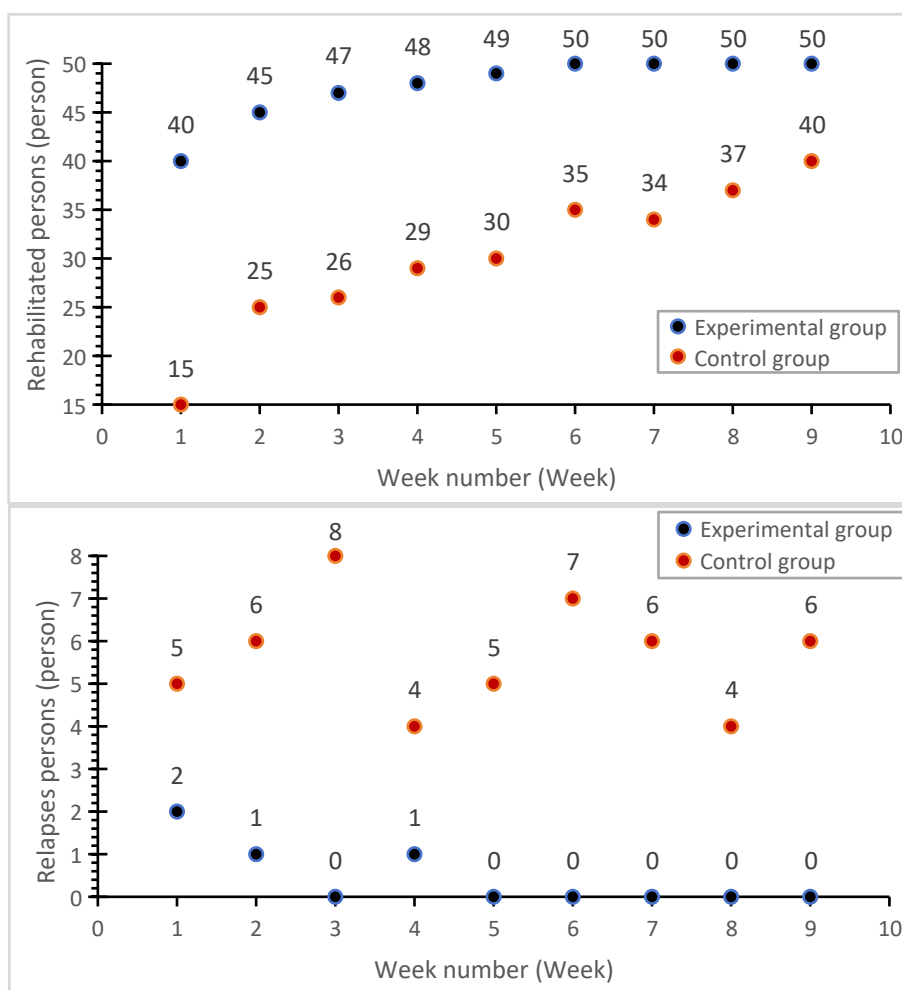 50 50 50 50
49
48
47
45
40
40
37
35
34
30
29
26
25
15
50
45
40
35
30
25
20
15
Rehabilitated persons (person)
Experimental group
Control group
0 1 2 3 4 5 6 7 8 9 10
Week number (Week)
Experimental group
Control group
8
7
6 6 6
5 5
4 4
2
1 1
0 0 0 0 0 0
8
7
6
5
4
3
2
1
0
Relapses persons (person)
0 1 2 3 4 5 6 7 8 9 10
Week number (Week)